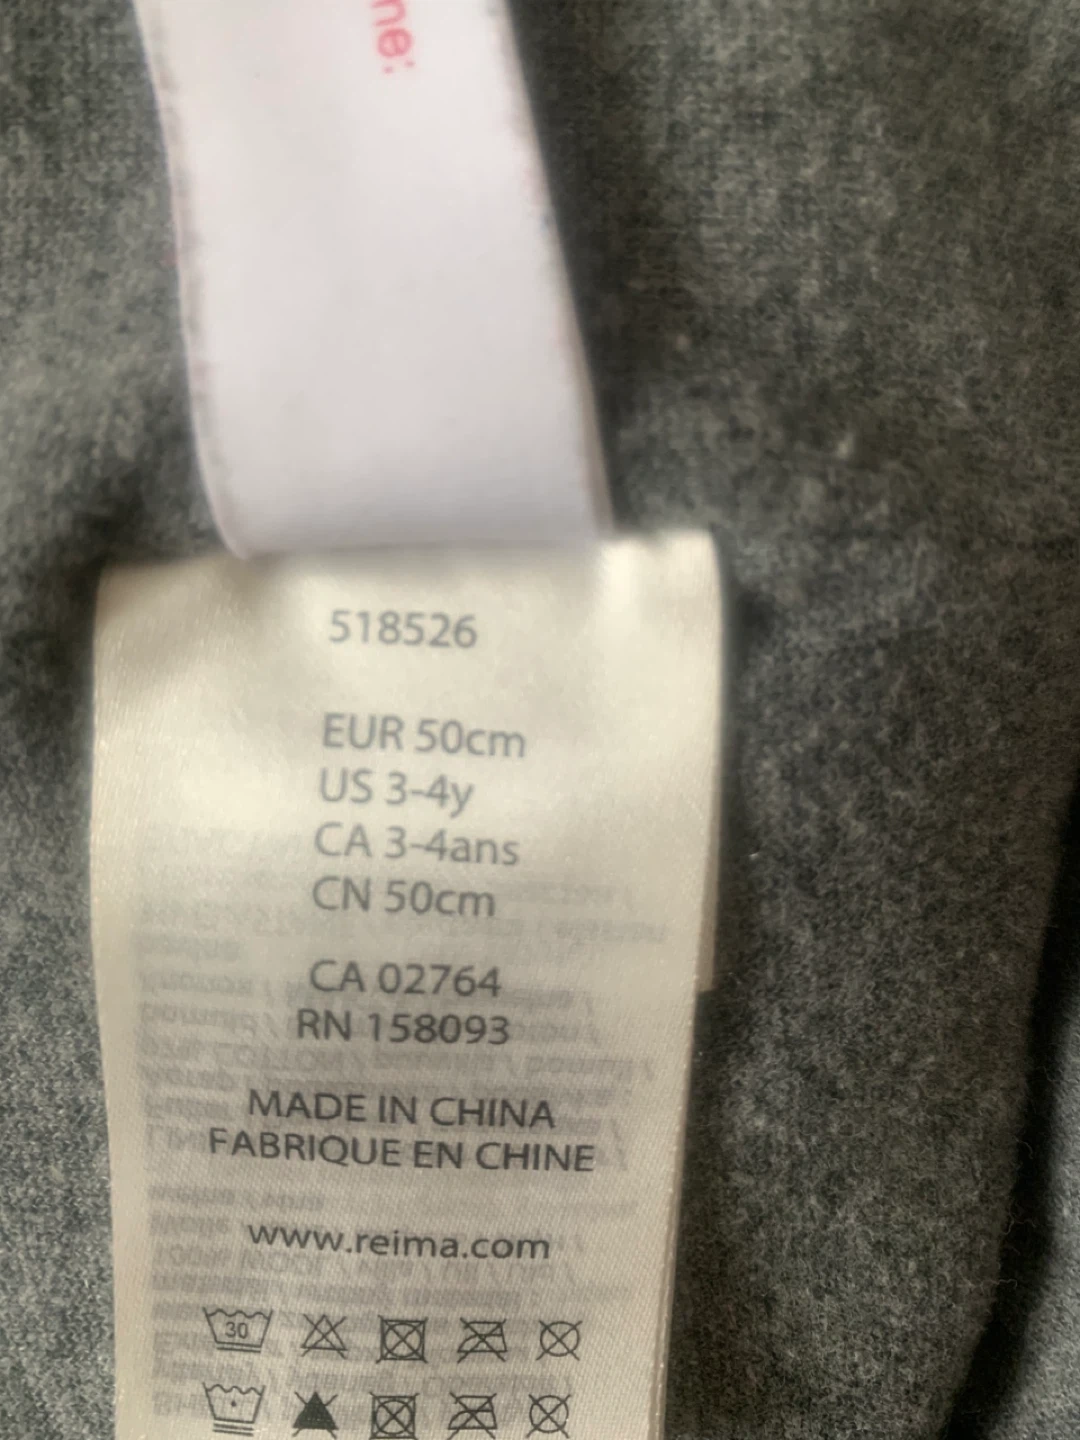 ne:
518526
EUR 50cm
US 3-4y
CA 3-4ans
CN 50cm
CA 02764
RN 158093
MADE IN CHINA
FABRIQUE EN CHINE
www.reima.com
30